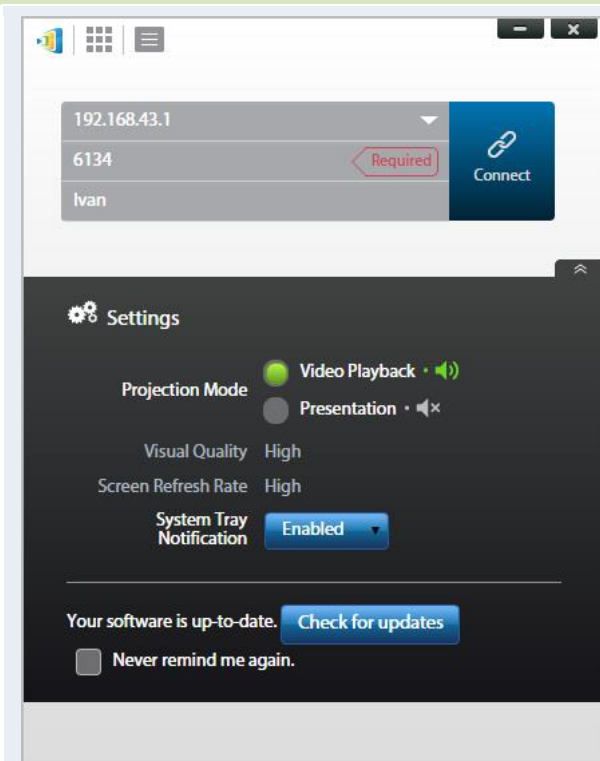 192.168.43.1
6134 Required
Ivan
Connect
Settings
Projection Mode
Video Playback
Presentation
Visual Quality High
Screen Refresh Rate High
System Tray
Notification
Enabled
Your software is up-to-date. Check for updates
Never remind me again.